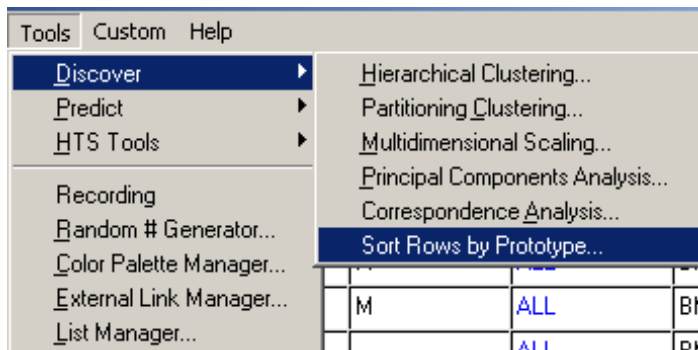 Tools Custom Help
Discover
Predict
HTS Tools
Recording
Random # Generator...
Color Palette Manager...
External Link Manager...
List Manager...
Hierarchical Clustering...
Partitioning Clustering...
Multidimensional Scaling...
Principal Components Analysis...
Correspondence Analysis...
Sort Rows by Prototype...
M ALL